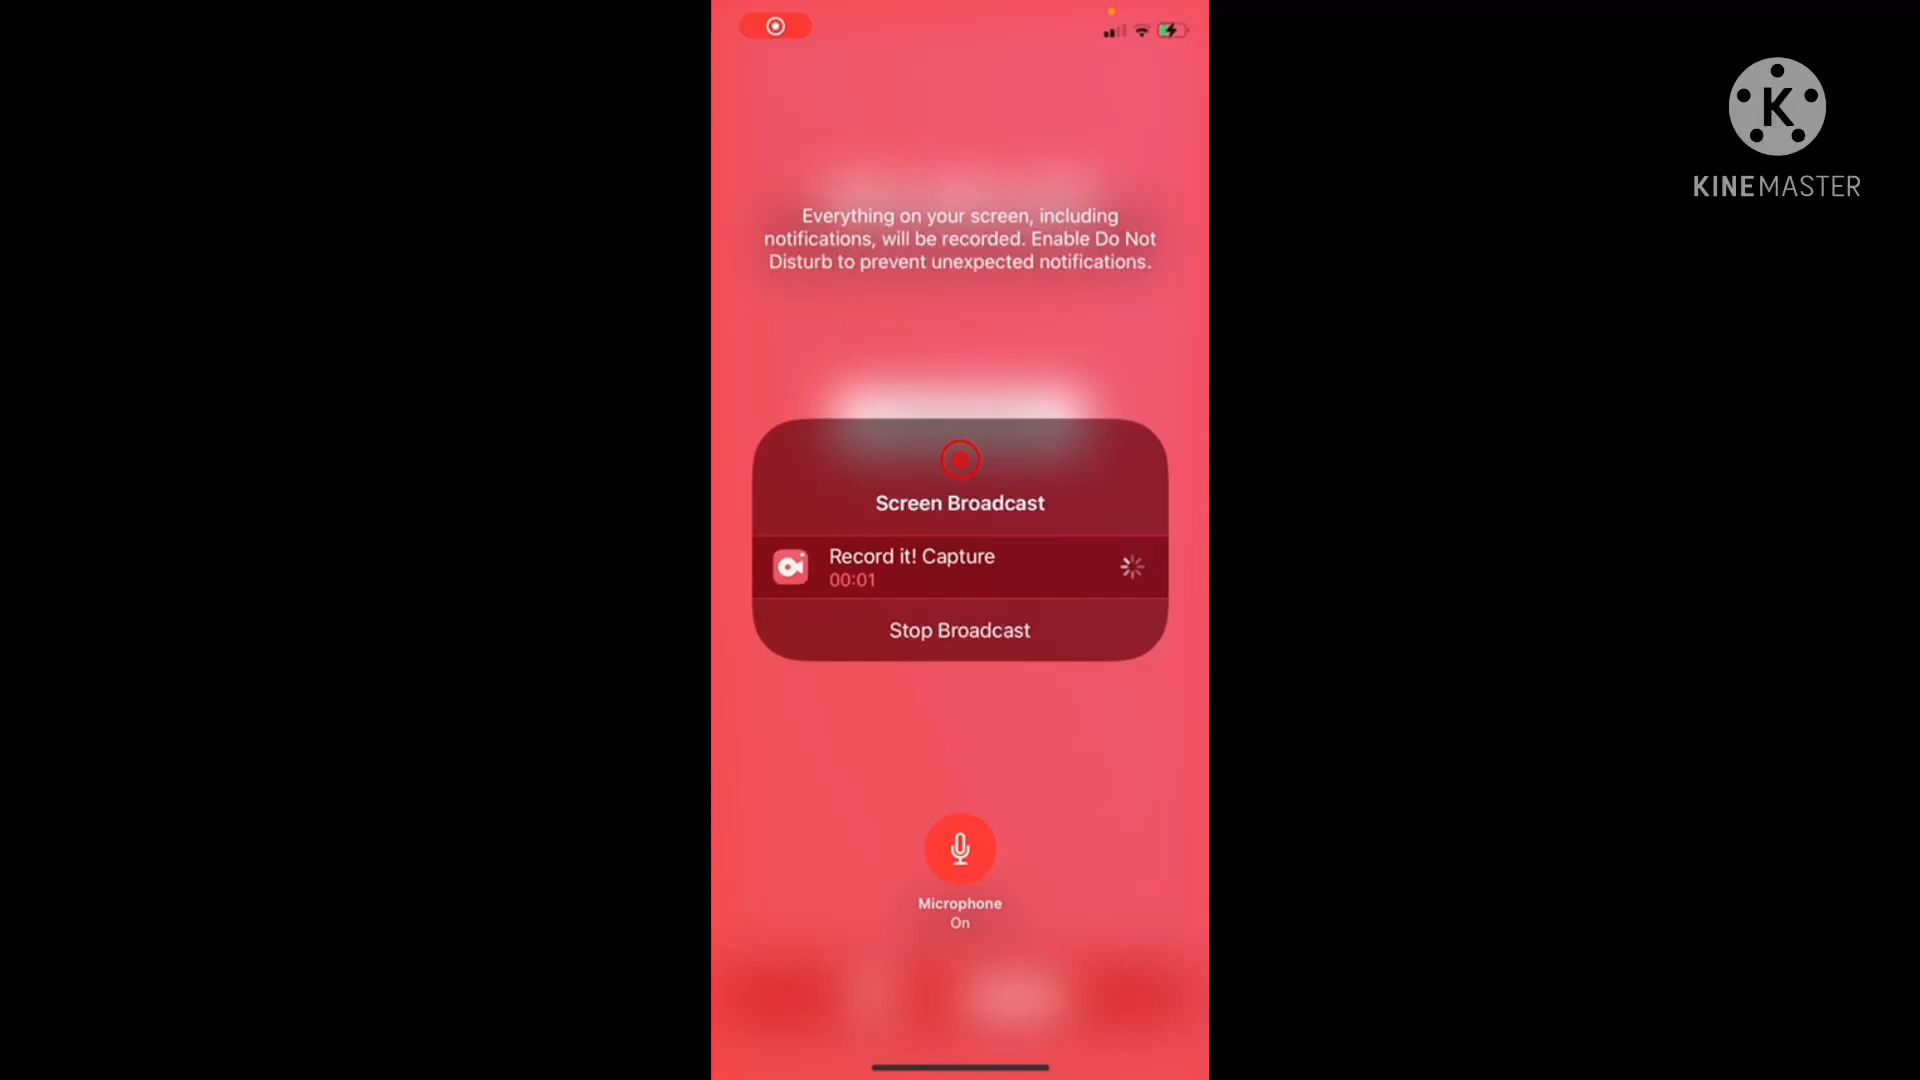 K
KINEMASTER
Everything on your screen, including
notifications, will be recorded. Enable Do Not
Disturb to prevent unexpected notifications.
Screen Broadcast
Record it! Capture
00:01
Stop Broadcast
Microphone
On